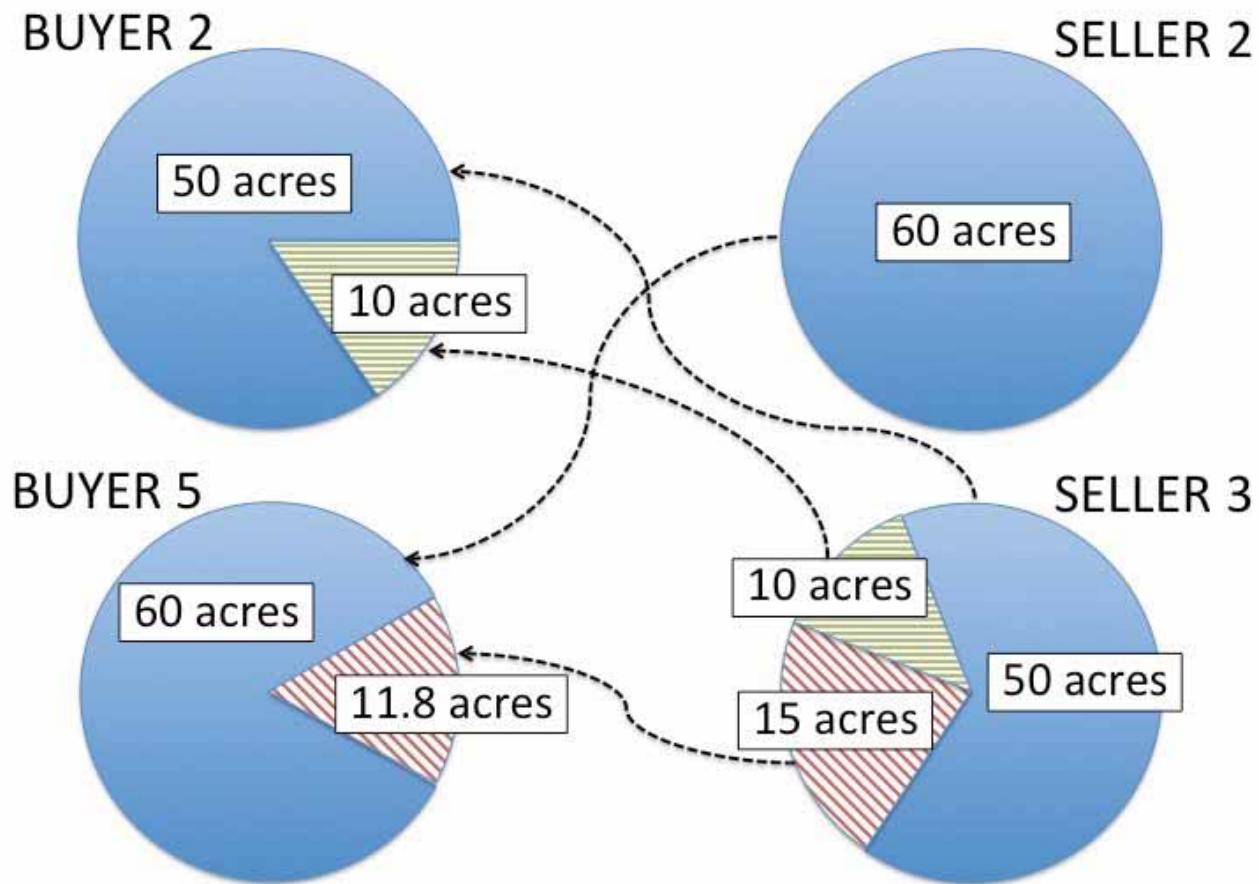 BUYER 2
SELLER 2
50 acres
60 acres
10 acres
BUYER 5
SELLER 3
60 acres
10 acres
11.8 acres
50 acres
15 acres